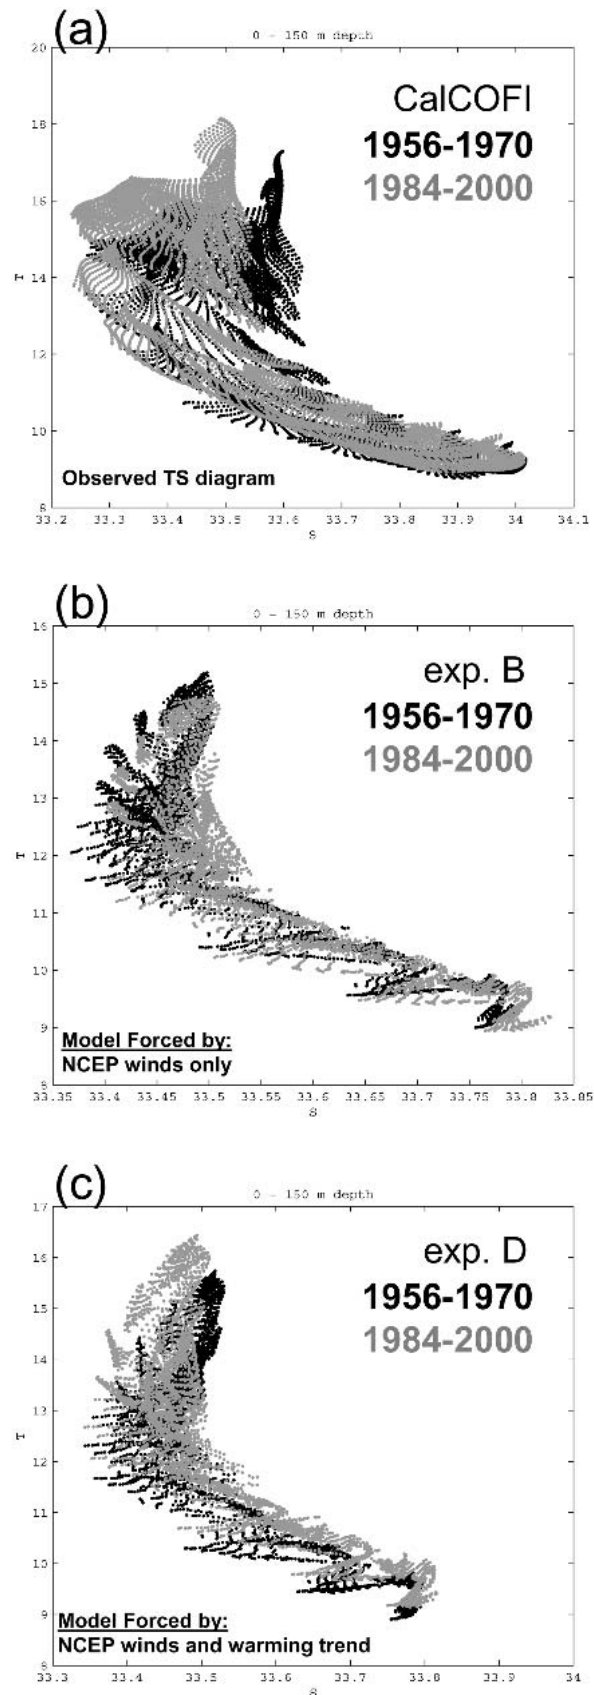 (a)
0 - 150 m depth
20
18
16
14
12
10
8
T
CalCOFI
1956-1970
1984-2000
Observed TS diagram
33.2 33.3 33.4 33.5 33.6 33.7 33.8 33.9 34 34.1
S
(b)
0 - 150 m depth
16
15
14
13
12
11
10
9
8
T
exp. B
1956-1970
1984-2000
Model Forced by:
NCEP winds only
33.35 33.4 33.45 33.5 33.55 33.6 33.65 33.7 33.75 33.8 33.85
S
(c)
0 - 150 m depth
17
16
15
14
13
12
11
10
9
8
T
exp. D
1956-1970
1984-2000
Model Forced by:
NCEP winds and warming trend
33.3 33.4 33.5 33.6 33.7 33.8 33.9 34
S